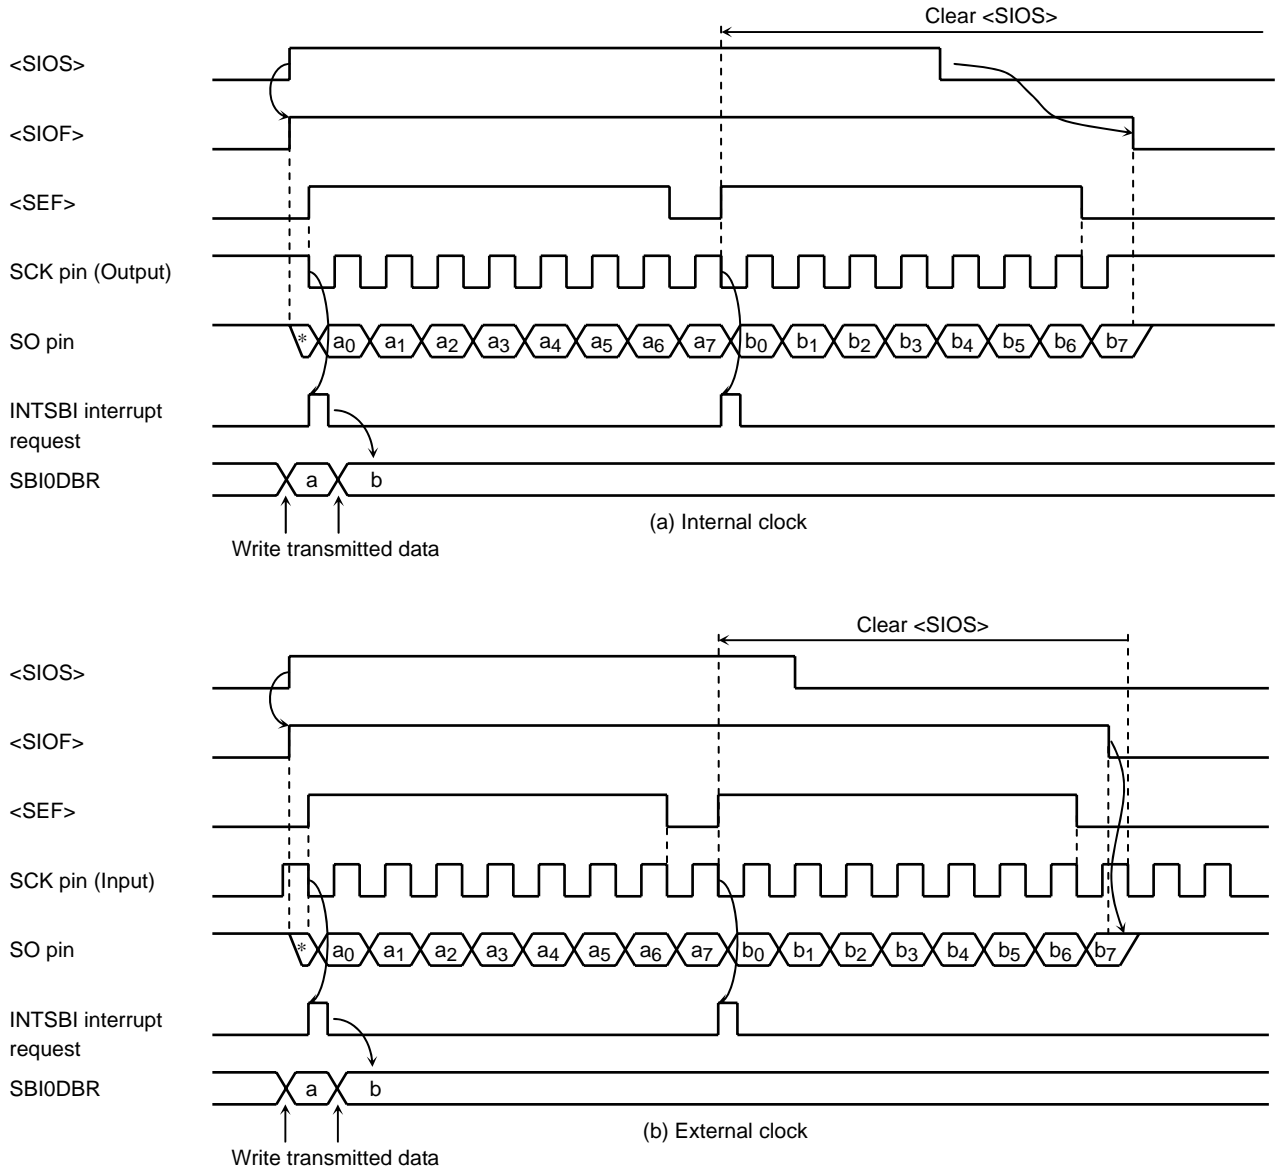 Clear <SIOS>
<SIOS>
<SIOF>
<SEF>
SCK pin (Output)
SO pin
* a0 a1 a2 a3 a4 a5 a6 a7 b0 b1 b2 b3 b4 b5 b6 b7
INTSBI interrupt
request
SBI0DBR
a b
(a) Internal clock
Write transmitted data
Clear <SIOS>
<SIOS>
<SIOF>
<SEF>
SCK pin (Input)
SO pin
* a0 a1 a2 a3 a4 a5 a6 a7 b0 b1 b2 b3 b4 b5 b6 b7
INTSBI interrupt
request
SBI0DBR
a b
(b) External clock
Write transmitted data